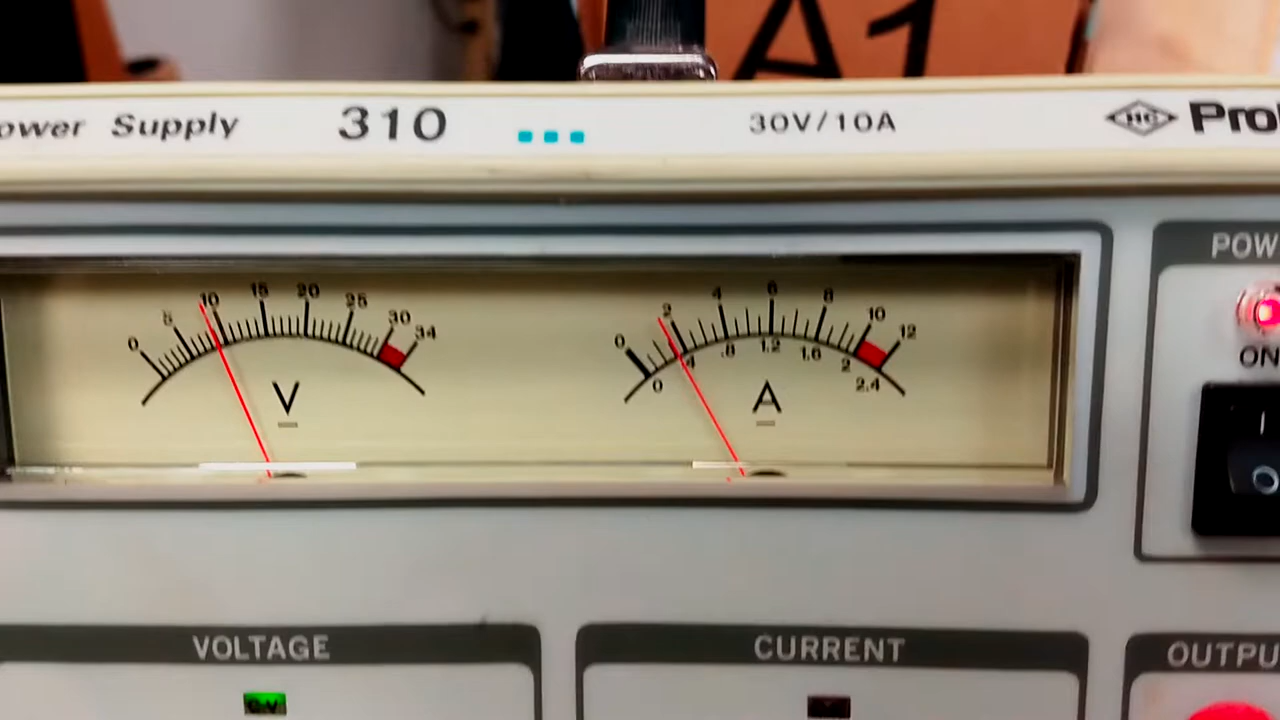 A1
ower Supply 310 30V/10A HC Pro
0 5 10 15 20 25 30 34
V
0 2 4 6 8 10 12
0 4 .8 1.2 1.6 2 2.4
A
POW
ON
VOLTAGE CURRENT OUTPU
C.V